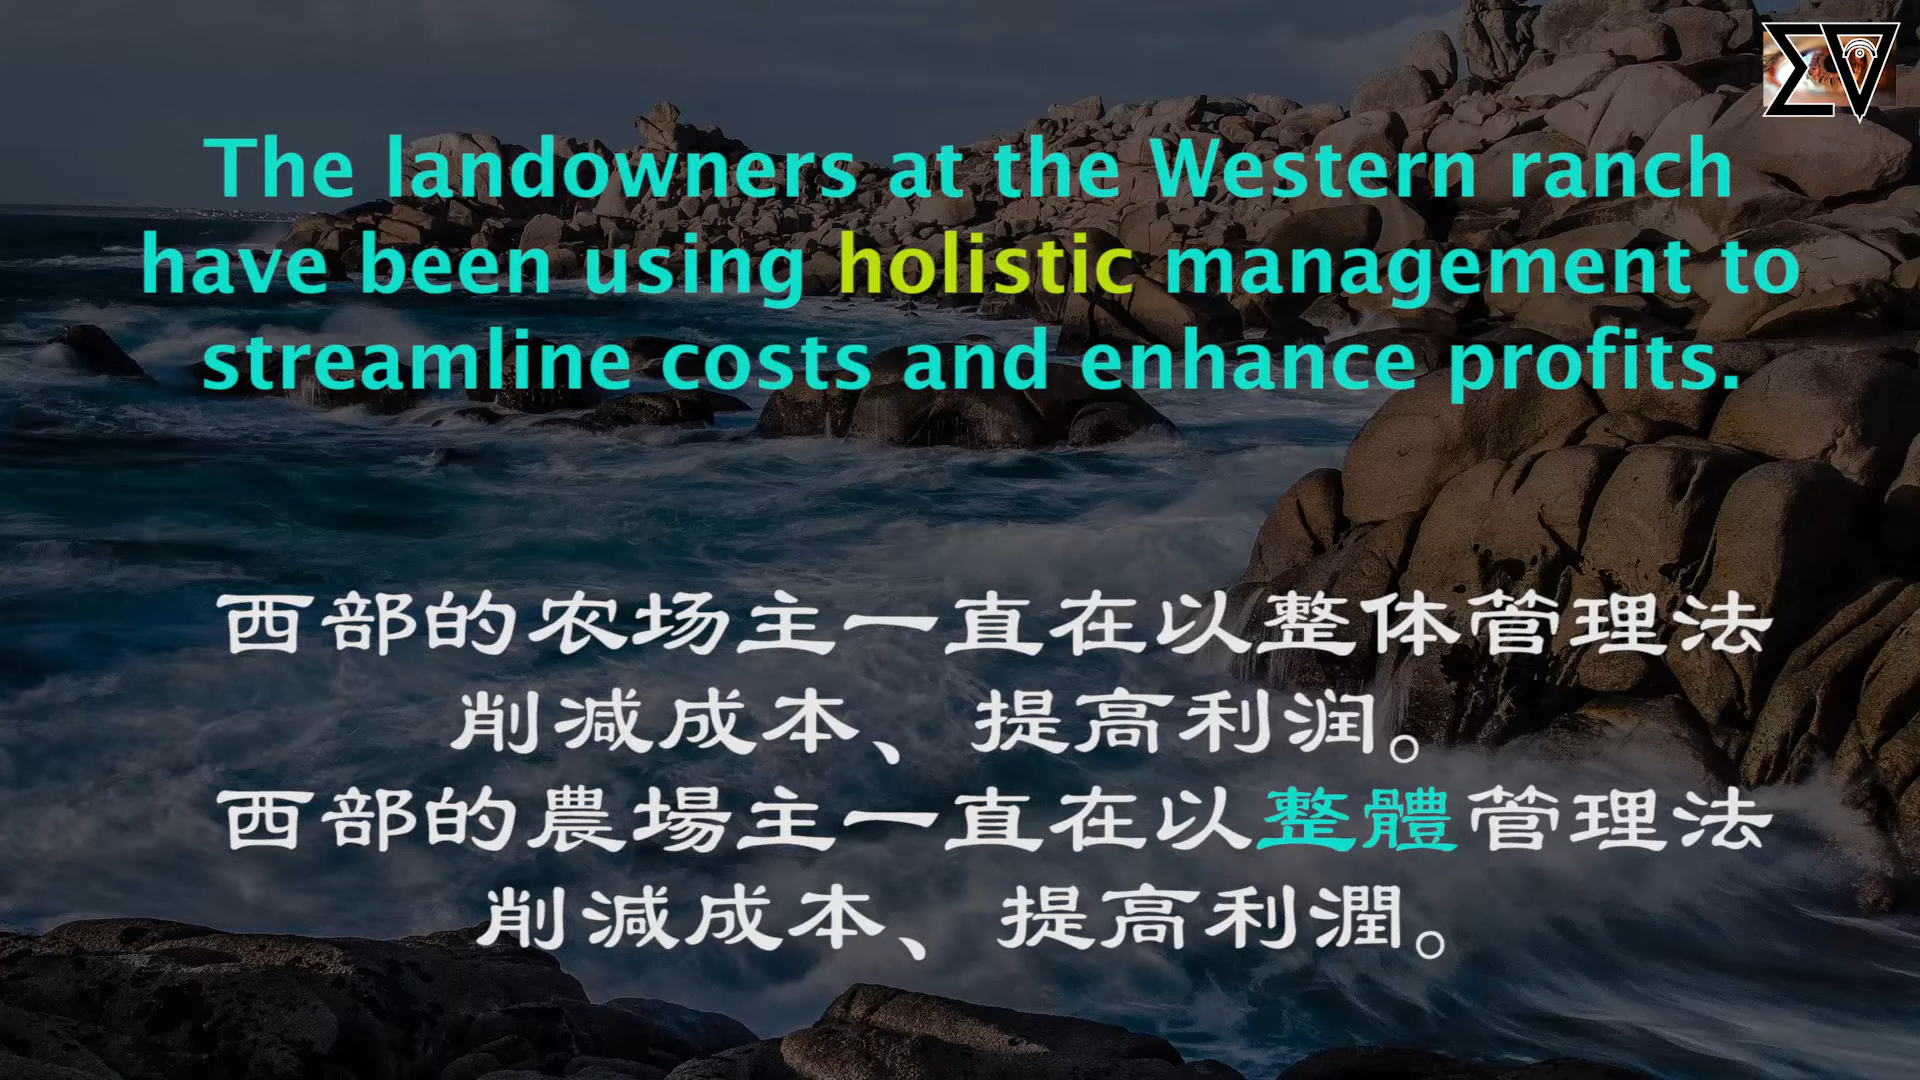 The landowners at the Western ranch
have been using holistic management to
streamline costs and enhance profits.
西部的农场主一直在以整体管理法
削减成本、提高利润。
西部的農場主一直在以整體管理法
削減成本、提高利潤。